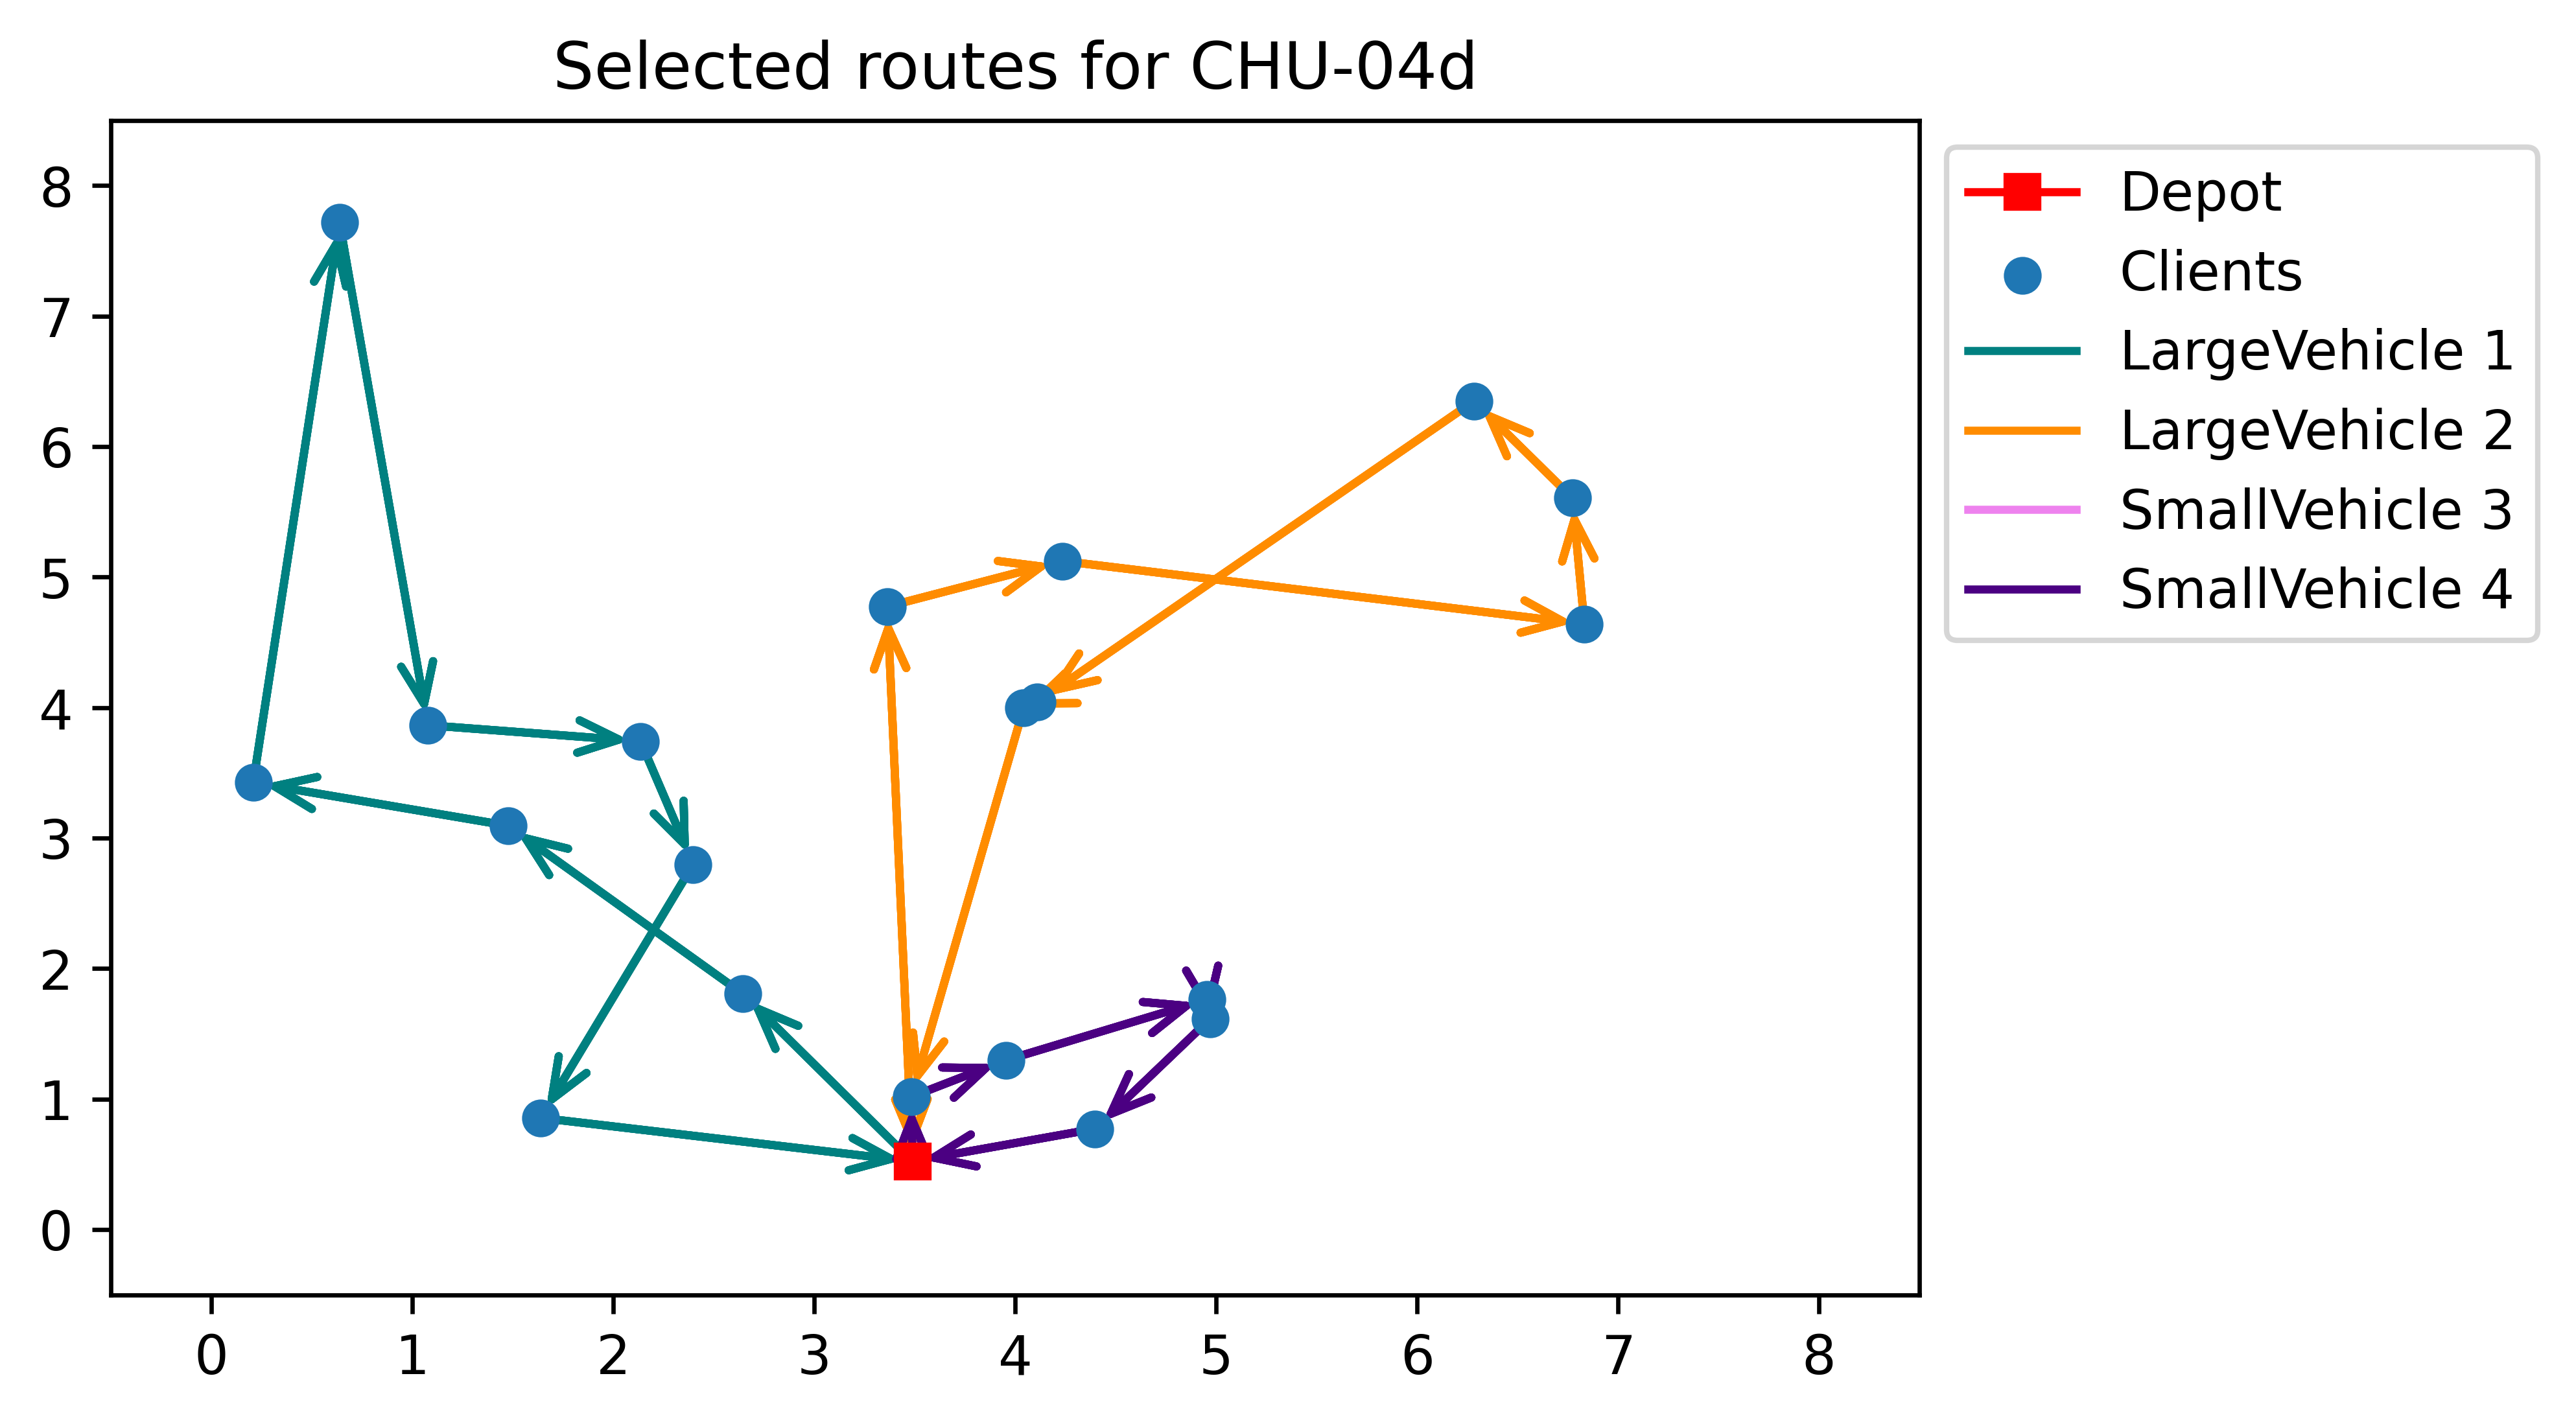 Selected routes for CHU-04d
8
7
6
5
4
3
2
1
0
0 1 2 3 4 5 6 7 8
Depot
Clients
LargeVehicle 1
LargeVehicle 2
SmallVehicle 3
SmallVehicle 4